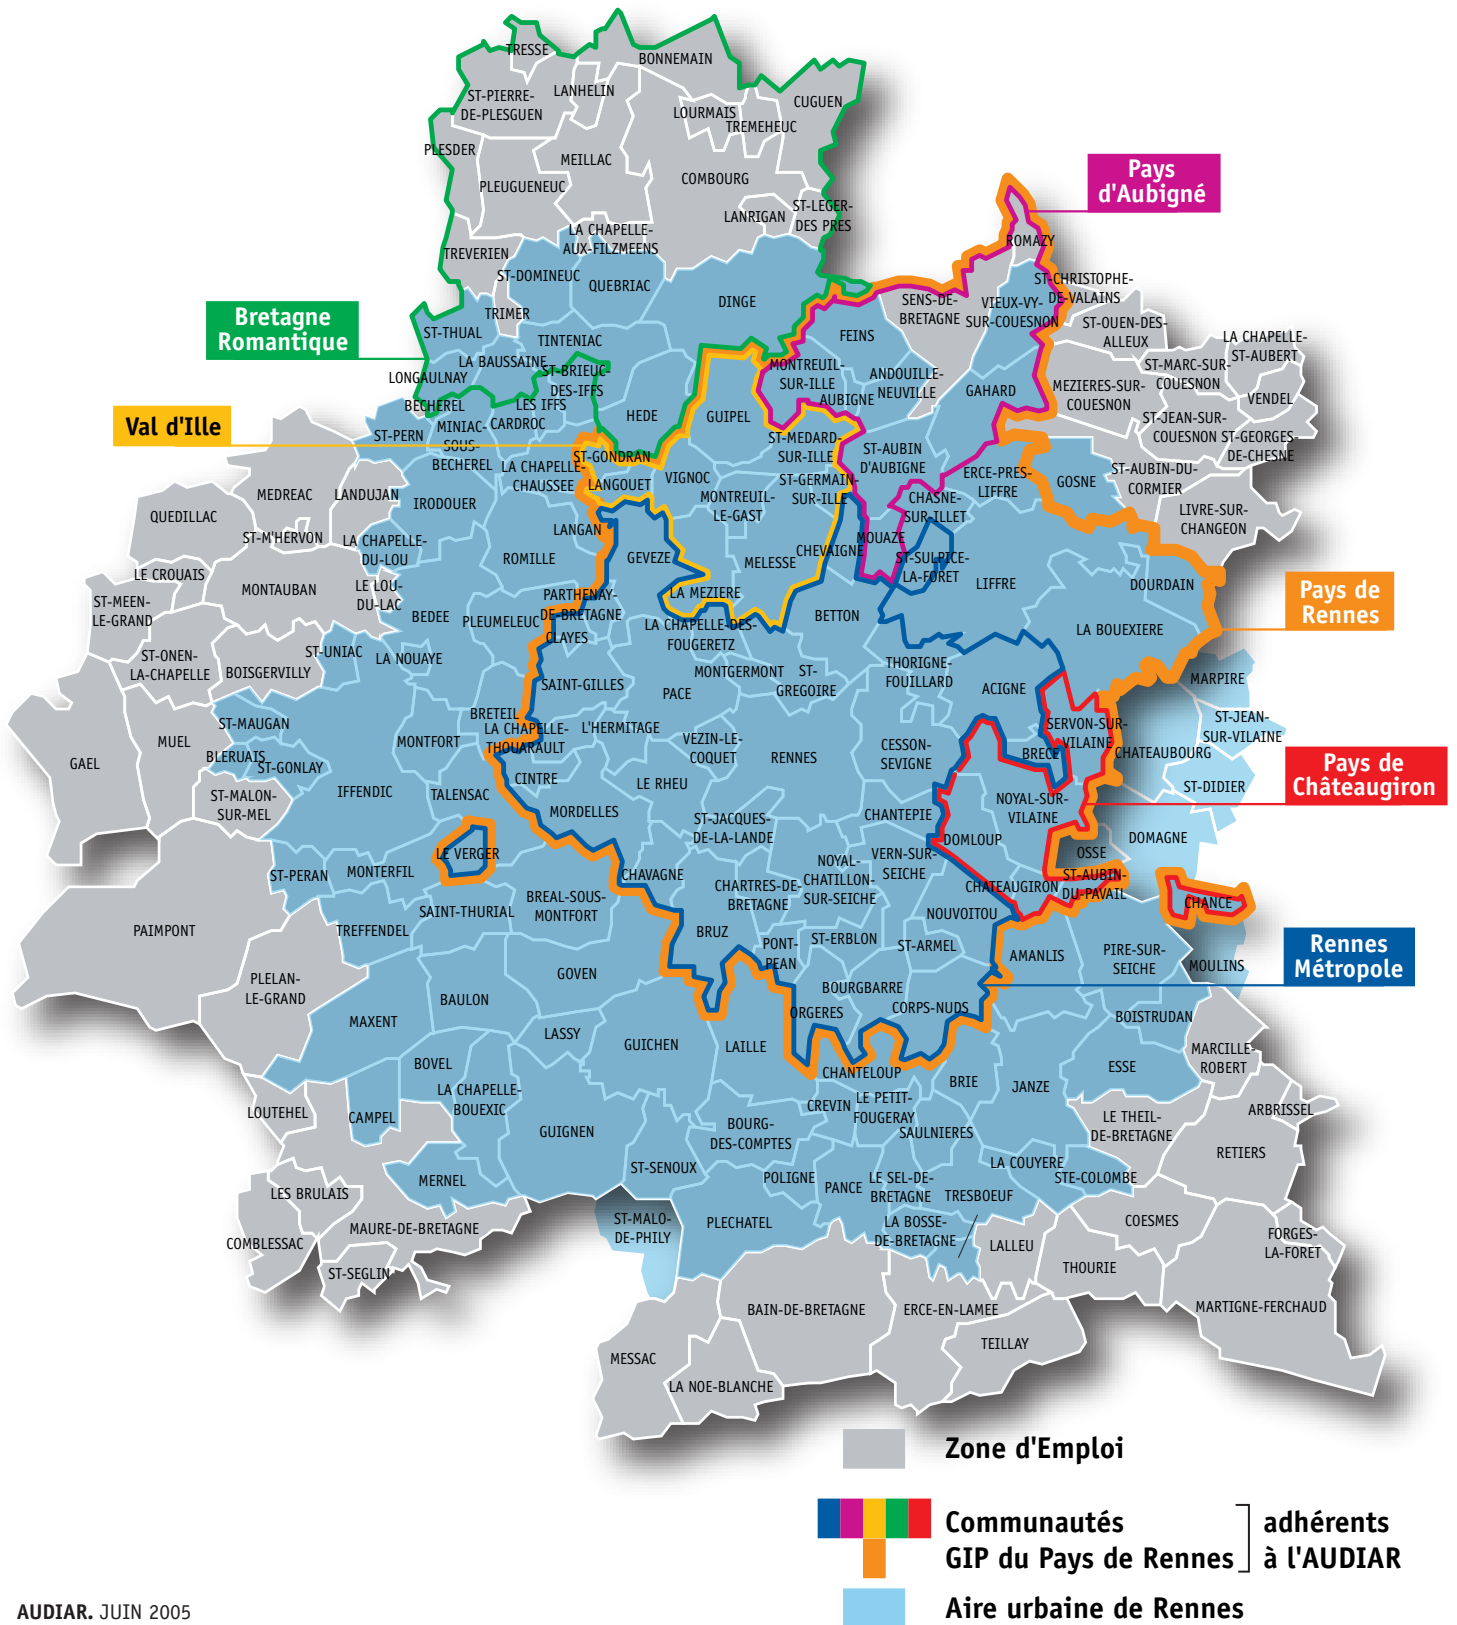 TRESSE
BONNEMAIN
ST-PIERRE-
DE-PLESGUEN
LANHELIN
LOURMAIS
CUGUEN
TREMEHEUC
PLESDER
MEILLAC
PLEUGUENEUC
COMBOURG
LANRIGAN
ST-LEGER-
DES PRES
LA CHAPELLE-
AUX-FILZMEENS
TREVERIEN
ST-DOMINEUC
QUEBRIAC
DINGE
TRIMER
ST-THUAL
TINTENIAC
LA BAUSSAINE
LONGAULNAY
ST-BRIEUC-
DES-IFFS
BECHEREL
LES IFFS
CARDROC
HEDE
GUIPEL
Pays
d'Aubigné
ROMAZY
ST-CHRISTOPHE-
DE-VALAINS
SENS-DE-
BRETAGNE
VIEUX-VY-
SUR-COUESNON
FEINS
ST-OUEN-DES-
ALLEUX
LA CHAPELLE-
ST-AUBERT
ST-MARC-SUR-
COUESNON
MONTREUIL-
SUR-ILLE
ANDOUILLE-
NEUVILLE
AUBIGNE
GAHARD
MEZIERES-SUR-
COUESNON
VENDEL
ST-JEAN-SUR-
COUESNON
ST-GEORGES-
DE-CHESNE
Bretagne
Romantique
Val d'Ille
ST-PERN
MINIAC-
SOUS-
BECHEREL
LA CHAPELLE-
CHAUSSEE
ST-GONDRAN
LANGOUET
VIGNOC
ST-MEDARD-
SUR-ILLE
ST-GERMAIN-
SUR-ILLE
ST-AUBIN
D'AUBIGNE
ERCE-PRES-
LIFFRE
GOSNE
ST-AUBIN-DU-
CORMIER
LIVRE-SUR-
CHANGEON
MEDREAC
LANDUJAN
IRODOUER
QUEDILLAC
ST-M'HERVON
LA CHAPELLE-
DU-LOU
LANGAN
ROMILLE
GEVEZE
MONTREUIL-
LE-GAST
MELESSE
CHEVAIGNE
CHASNE-
SUR-ILLET
MOUAZE
ST-SULPICE-
LA-FORET
LIFFRE
DOURDAIN
LE CROUAIS
ST-MEEN-
LE-GRAND
MONTAUBAN
LE LOU-
DU-LAC
BEDEE
PLEUMELEUC
PARTHENAY-
DE-BRETAGNE
CLAYES
LA MEZIERE
LA CHAPELLE-DES-
FOUGERETZ
BETTON
LA BOUEXIERE
Pays de
Rennes
ST-ONEN-
LA-CHAPELLE
BOISGERVILLY
ST-UNIAC
LA NOUAYE
SAINT-GILLES
PACE
MONTGERMONT
ST-
GREGOIRE
THORIGNE-
FOUILLARD
ACIGNE
MARPIRE
GAEL
MUEL
ST-MAUGAN
BLERUAIS
ST-GONLAY
MONTFORT
BRETEIL
LA CHAPELLE-
THOUARAULT
L'HERMITAGE
VEZIN-LE-
COQUET
RENNES
CESSON-
SEVIGNE
BRECE
SERVON-SUR-
VILAINE
CHATEAUBOURG
ST-JEAN-
SUR-VILAINE
ST-MALON-
SUR-MEL
IFFENDIC
TALENSAC
CINTRE
LE RHEU
MORDELLES
ST-JACQUES-
DE-LA-LANDE
CHANTEPIE
NOYAL-SUR-
VILAINE
ST-DIDIER
Pays de
Châteaugiron
DOMLOUP
DOMAGNE
LE VERGER
CHAVAGNE
CHARTRES-DE-
BRETAGNE
NOYAL-
CHATILLON-
SUR-SEICHE
VERN-SUR-
SEICHE
OSSE
CHATEAUGIRON
ST-AUBIN-
DU-PAVAIL
CHANCE
ST-PERAN
MONTERFIL
SAINT-THURIAL
BREAL-SOUS-
MONTFORT
NOUVOITOU
PAIMPONT
TREFFENDEL
BRUZ
PONT-
PEAN
ST-ERBLON
ST-ARMEL
AMANLIS
PIRE-SUR-
SEICHE
MOULINS
Rennes
Métropole
PLELAN-
LE-GRAND
GOVEN
BOURGBARRE
BAULON
ORGERES
CORPS-NUDS
BOISTRUDAN
MAXENT
LASSY
GUICHEN
LAILLE
MARCILLE-
ROBERT
BOVEL
CHANTELOUP
BRIE
JANZE
ESSE
LOUTEHEL
CAMPEL
LA CHAPELLE-
BOUEXIC
CREVIN
LE PETIT-
FOUGERAY
ARBRISSEL
GUIGNEN
BOURG-
DES-COMPTES
SAULNIERES
LE THEIL-
DE-BRETAGNE
RETIERS
ST-SENOUX
LA COUYERE
STE-COLOMBE
LES BRULAIS
MERNEL
POLIGNE
PANCE
LE SEL-DE-
BRETAGNE
TRESBOEUF
COMBLESSAC
MAURE-DE-BRETAGNE
ST-MALO-
DE-PHILY
PLECHATEL
LA BOSSE-
DE-BRETAGNE
LALLEU
COESMES
FORGES-
LA-FORET
ST-SEGLIN
THOURIE
BAIN-DE-BRETAGNE
ERCE-EN-LAMEE
MARTIGNE-FERCHAUD
TEILLAY
MESSAC
LA NOE-BLANCHE
Zone d'Emploi
Communautés
GIP du Pays de Rennes
adhérents
à l'AUDIAR
Aire urbaine de Rennes
AUDIAR. JUIN 2005